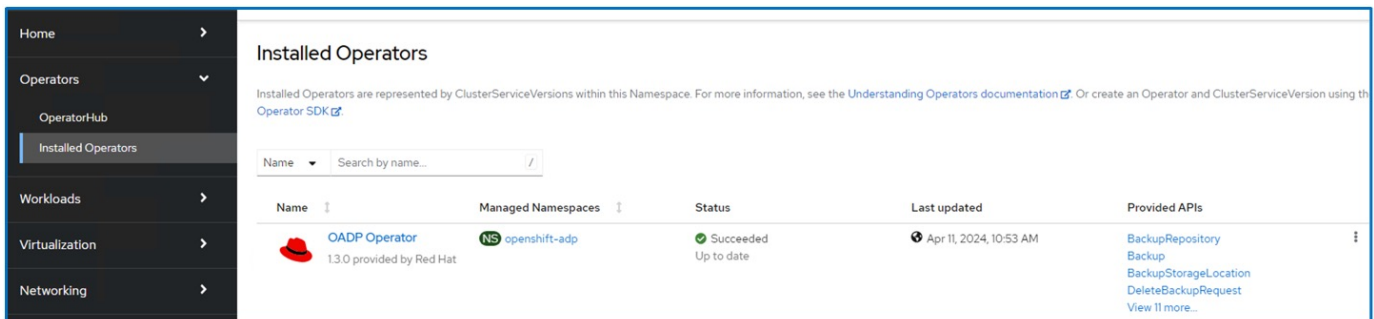 Home
Operators
OperatorHub
Installed Operators
Workloads
Virtualization
Networking
Installed Operators
Installed Operators are represented by ClusterServiceVersions within this Namespace. For more information, see the Understanding Operators documentation. Or create an Operator and ClusterServiceVersion using th
Operator SDK.
Name Search by name... /
Name Managed Namespaces Status Last updated Provided APIs
OADP Operator NS openshift-adp Succeeded Apr 11, 2024, 10:53 AM BackupRepository
1.3.0 provided by Red Hat Up to date Backup
BackupStorageLocation
DeleteBackupRequest
View 11 more...